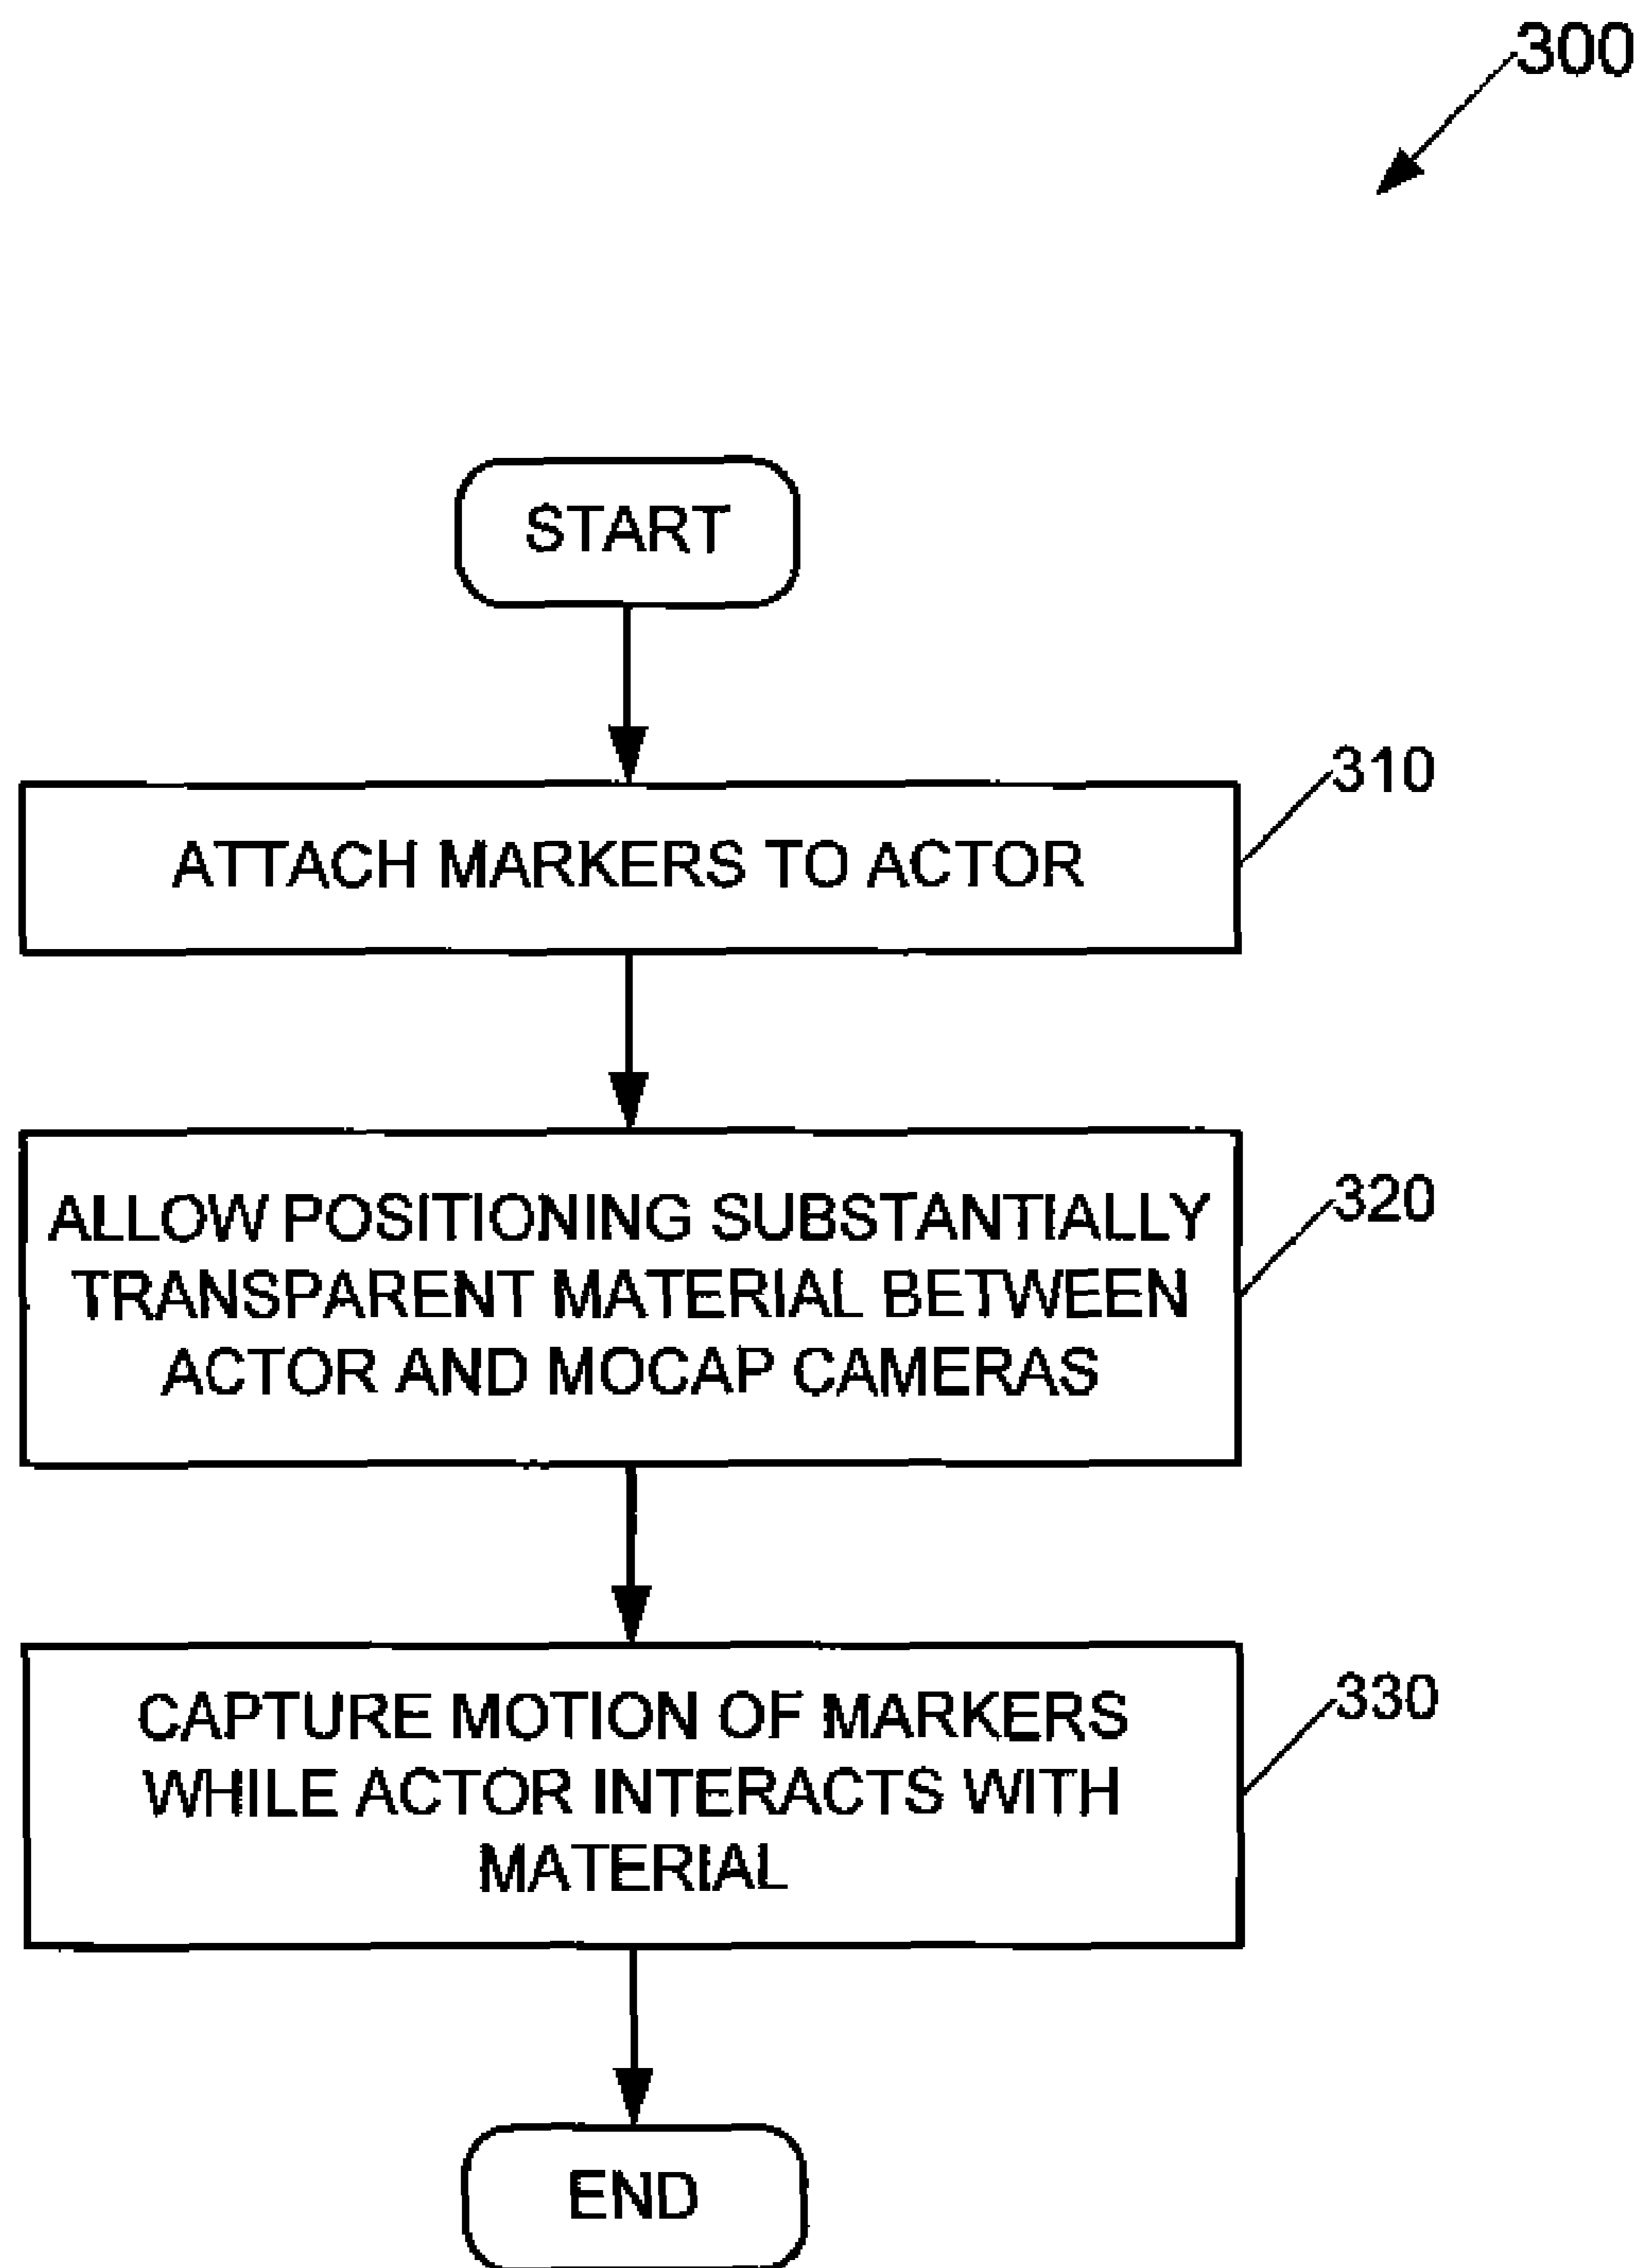 300
START
310
ATTACH MARKERS TO ACTOR
320
ALLOW POSITIONING SUBSTANTIALLY
TRANSPARENT MATERIAL BETWEEN
ACTOR AND MOCAP CAMERAS
330
CAPTURE MOTION OF MARKERS
WHILE ACTOR INTERACTS WITH
MATERIAL
END